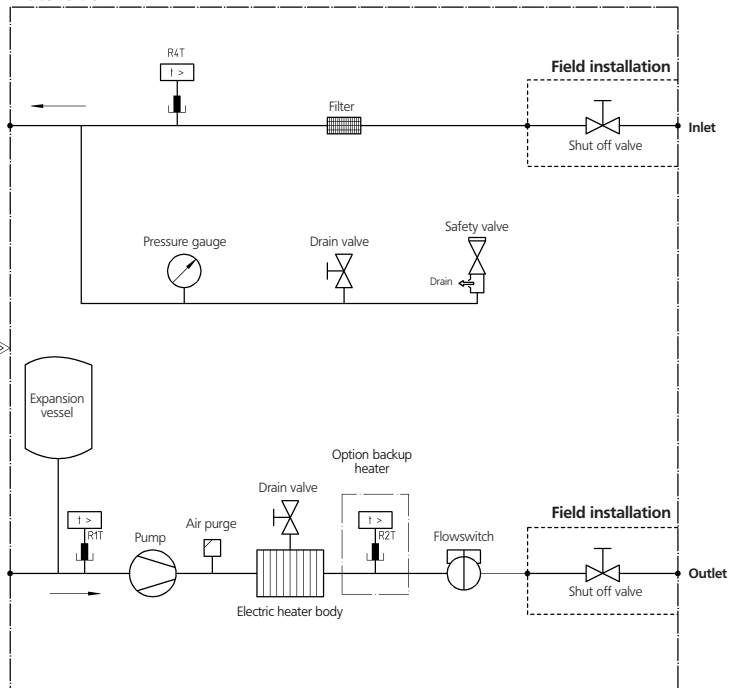 R4T
t >
Field installation
Filter
Shut off valve
Inlet
Pressure gauge
Drain valve
Safety valve
Drain
Expansion
vessel
Option backup
heater
Drain valve
Field installation
t >
R1T
Pump
Air purge
t >
R2T
Flowswitch
Outlet
Shut off valve
Electric heater body